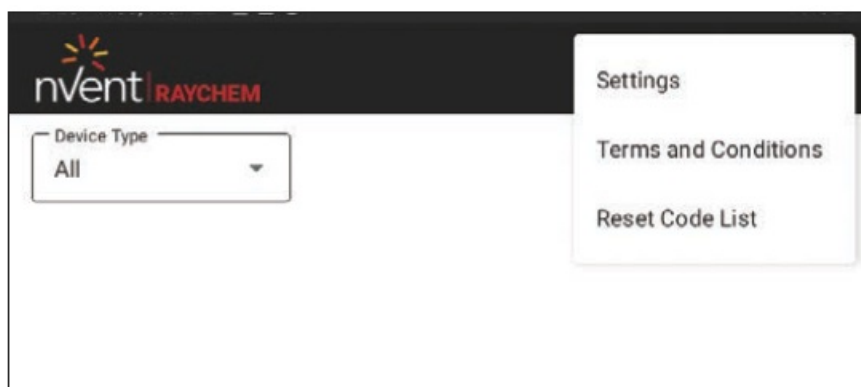 nvent RAYCHEM
Settings
Device Type
All
Terms and Conditions
Reset Code List